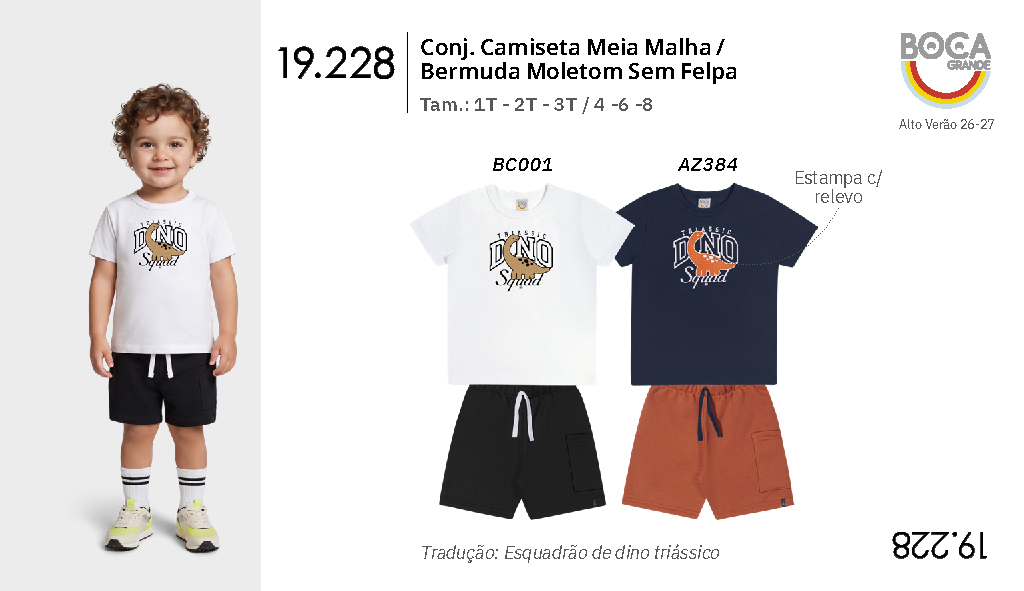 19.228
Conj. Camiseta Meia Malha /
Bermuda Moletom Sem Felpa
Tam.: 1T - 2T - 3T / 4 -6 -8
BOCA
GRANDE
Alto Verão 26-27
BC001
AZ384
Estampa c/
relevo
TRIASSIC
DINO
Squad
TRIASSIC
DINO
Squad
TRIASSIC
DINO
Squad
Tradução: Esquadrão de dino triássico
19.228